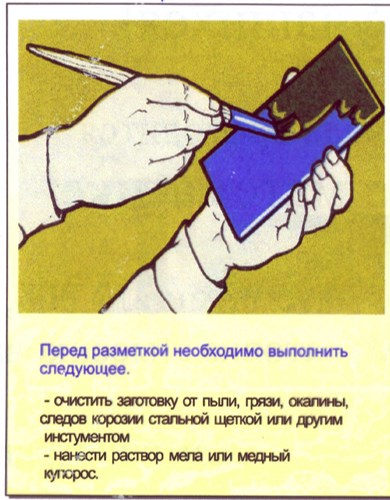 Перед разметкой необходимо выполнить
следующее.
- очистить заготовку от пыли, грязи, окалины,
следов корозии стальной щеткой или другим
инстументом
- нанести раствор мела или медный
купорос.